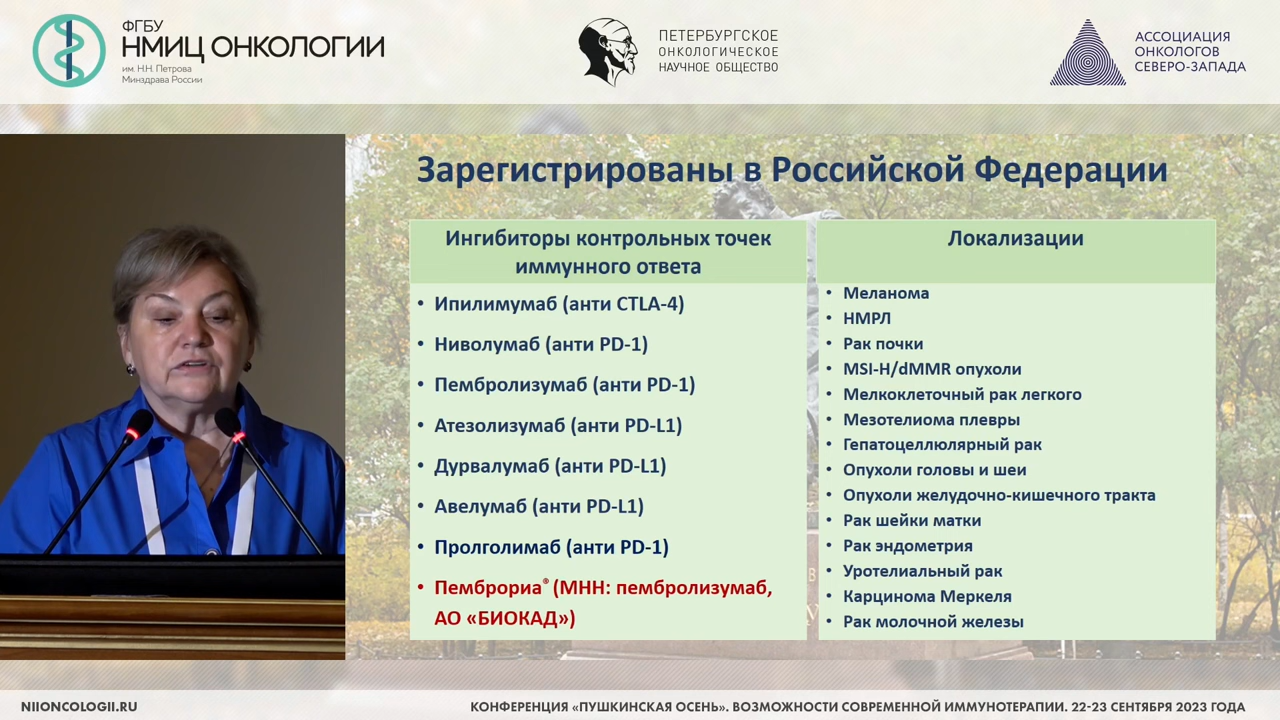 ФГБУ
НМИЦ ОНКОЛОГИИ
им. Н.Н. Петрова
Минздрава России
ПЕТЕРБУРГСКОЕ
ОНКОЛОГИЧЕСКОЕ
НАУЧНОЕ ОБЩЕСТВО
АССОЦИАЦИЯ
ОНКОЛОГОВ
СЕВЕРО-ЗАПАДА
Зарегистрированы в Российской Федерации
Ингибиторы контрольных точек
иммунного ответа
• Ипилимумаб (анти CTLA-4)
• Ниволумаб (анти PD-1)
• Пембролизумаб (анти PD-1)
• Атезолизумаб (анти PD-L1)
• Дурвалумаб (анти PD-L1)
• Авелумаб (анти PD-L1)
• Пролголимаб (анти PD-1)
• Пемброриа® (МНН: пембролизумаб,
АО «БИОКАД»)
Локализации
• Меланома
• НМРЛ
• Рак почки
• MSI-H/dMMR опухоли
• Мелкоклеточный рак легкого
• Мезотелиома плевры
• Гепатоцеллюлярный рак
• Опухоли головы и шеи
• Опухоли желудочно-кишечного тракта
• Рак шейки матки
• Рак эндометрия
• Уротелиальный рак
• Карцинома Меркеля
• Рак молочной железы
NIIONCOLOGII.RU
КОНФЕРЕНЦИЯ «ПУШКИНСКАЯ ОСЕНЬ». ВОЗМОЖНОСТИ СОВРЕМЕННОЙ ИММУНОТЕРАПИИ. 22-23 СЕНТЯБРЯ 2023 ГОДА